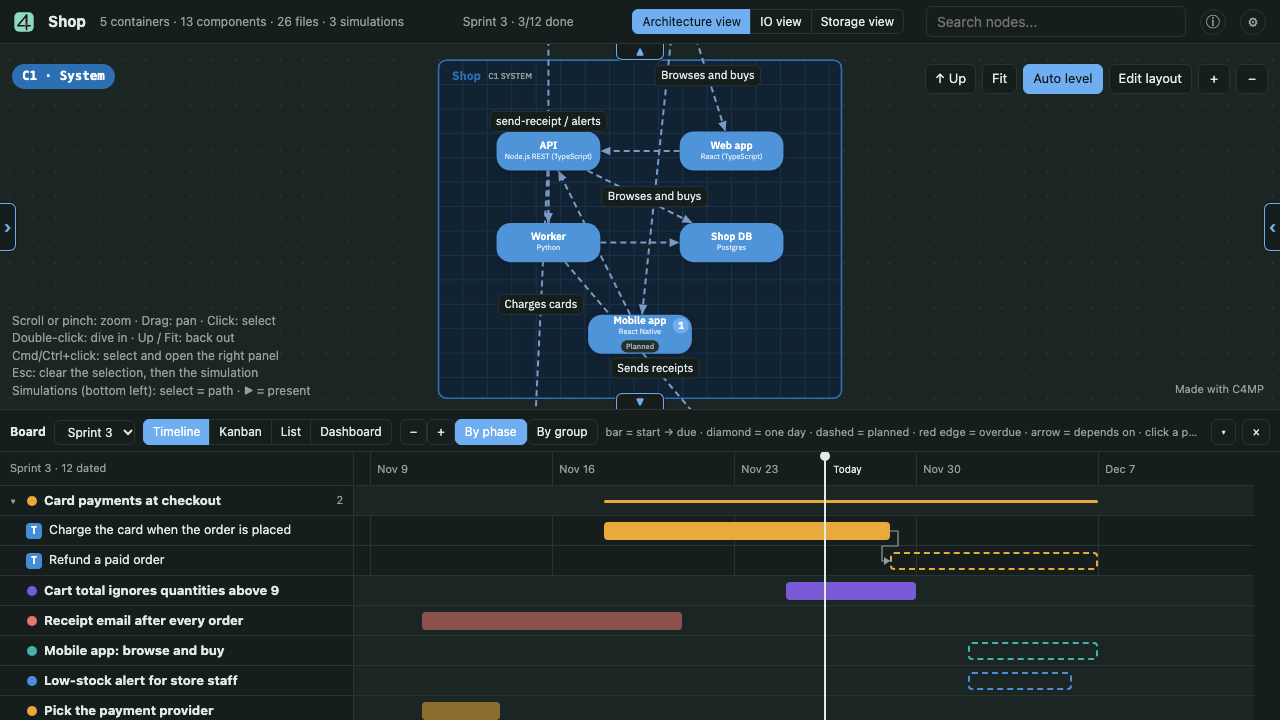 4 Shop 5 containers · 13 components · 26 files · 3 simulations Sprint 3 · 3/12 done Architecture view IO view Storage view Search nodes... ⓘ ⚙
C1 · System
↑ Up Fit Auto level Edit layout + −
▲
Shop C1 SYSTEM
Browses and buys
send-receipt / alerts
API
Node.js REST (TypeScript)
Web app
React (TypeScript)
Browses and buys
Worker
Python
Shop DB
Postgres
Charges cards
Mobile app 1
React Native
Planned
Sends receipts
▼
› ‹
Scroll or pinch: zoom · Drag: pan · Click: select
Double-click: dive in · Up / Fit: back out
Cmd/Ctrl+click: select and open the right panel
Esc: clear the selection, then the simulation
Simulations (bottom left): select = path · ▶ = present
Made with C4MP
Board Sprint 3 Timeline Kanban List Dashboard − + By phase By group bar = start → due · diamond = one day · dashed = planned · red edge = overdue · arrow = depends on · click a p... ▾ ×
Sprint 3 · 12 dated Nov 9 Nov 16 Nov 23 Today Nov 30 Dec 7
▾ Card payments at checkout 2
T Charge the card when the order is placed
T Refund a paid order
Cart total ignores quantities above 9
Receipt email after every order
Mobile app: browse and buy
Low-stock alert for store staff
Pick the payment provider